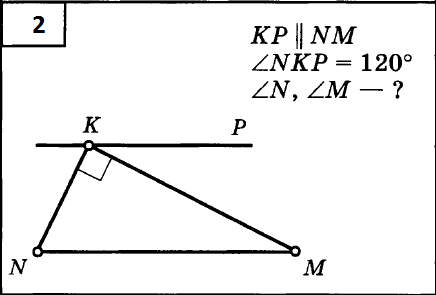 2
KP ∥ NM
∠NKP = 120°
∠N, ∠M — ?
K
P
N
M